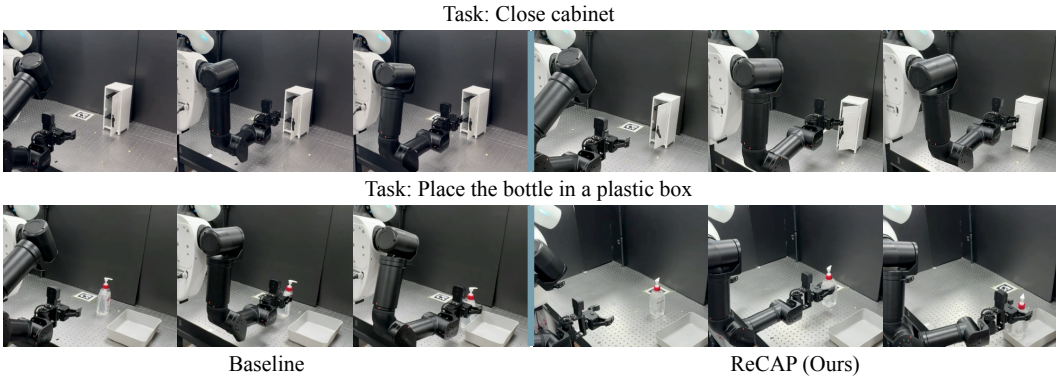 Task: Close cabinet
Task: Place the bottle in a plastic box
Baseline
ReCAP (Ours)